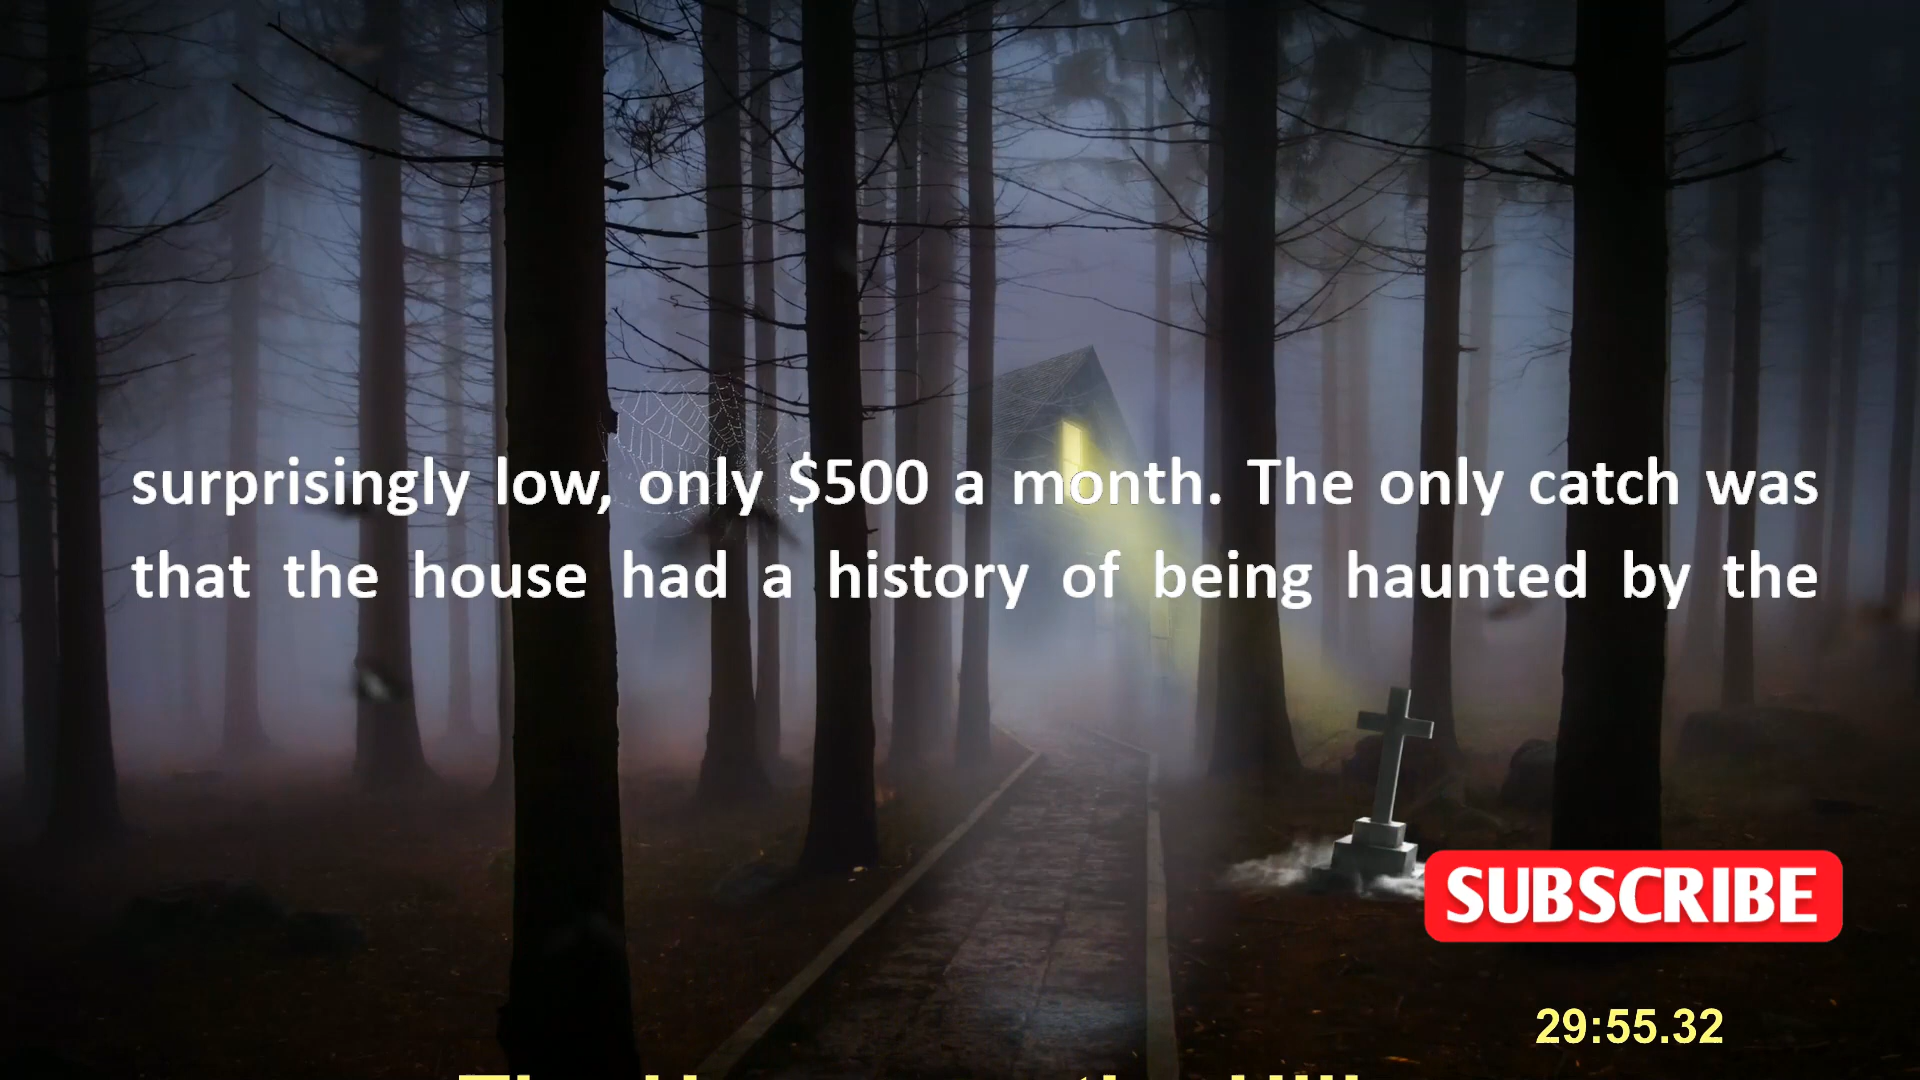 surprisingly low, only $500 a month. The only catch was
that the house had a history of being haunted by the
SUBSCRIBE
29:55.32